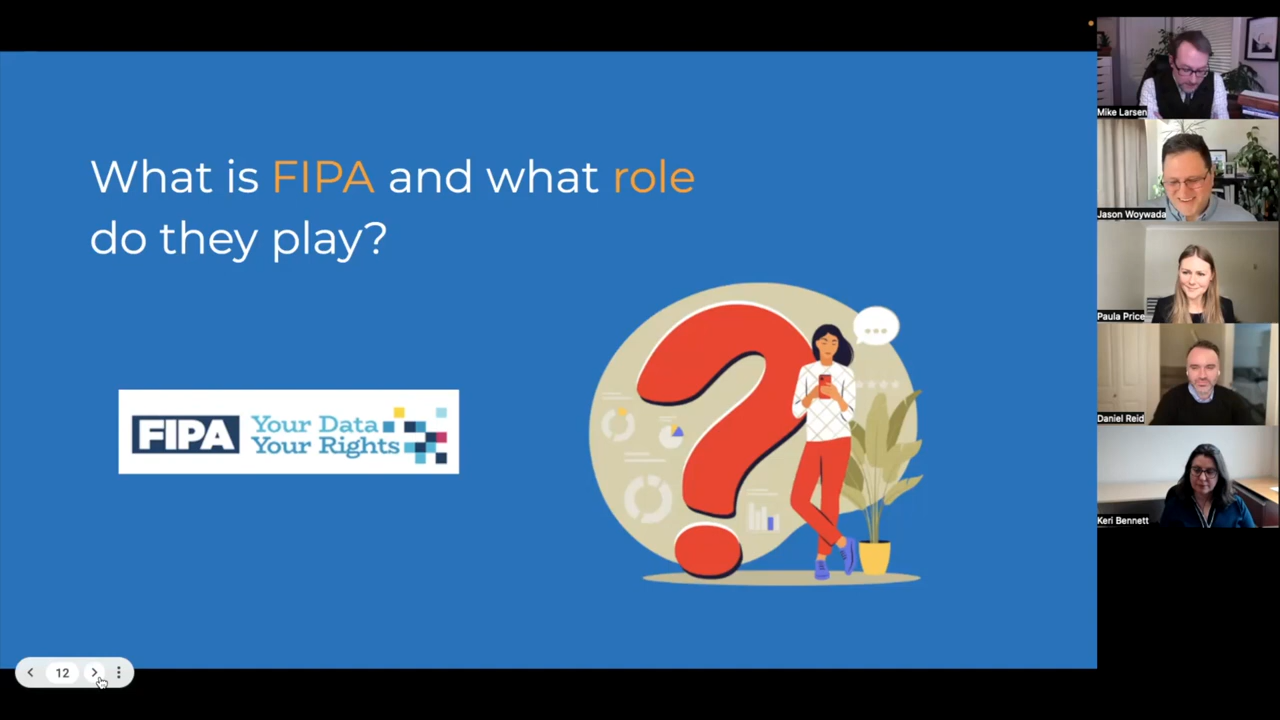 What is FIPA and what role
do they play?
FIPA
Your Data
Your Rights
12
Mike Larsen
Jason Woywada
Paula Price
Daniel Reid
Keri Bennett